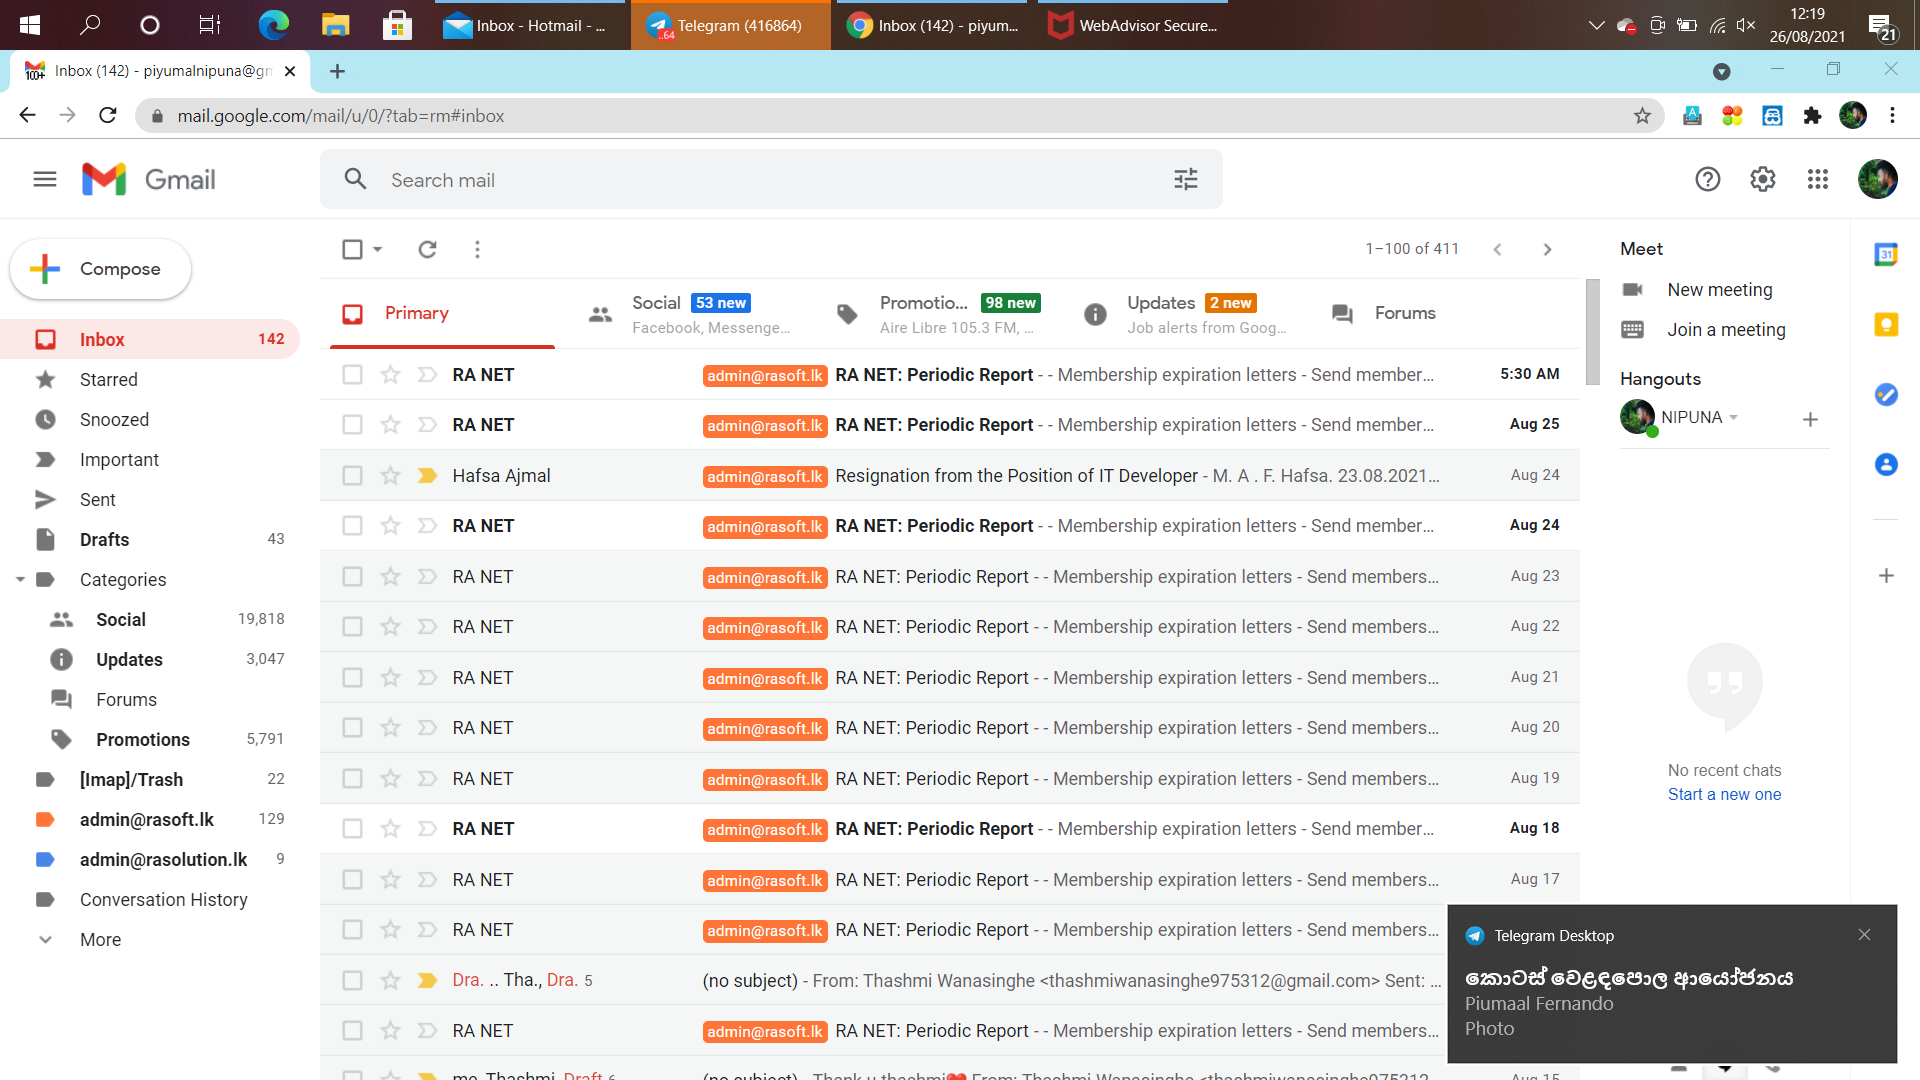 Inbox - Hotmail - ...
Telegram (416864)
..64
Inbox (142) - piyum...
WebAdvisor Secure...
12:19
26/08/2021
21
100+
Inbox (142) - piyumalnipuna@gm
mail.google.com/mail/u/0/?tab=rm#inbox
Gmail
Search mail
Compose
1–100 of 411
Inbox 142
Starred
Snoozed
Important
Sent
Drafts 43
Categories
Social 19,818
Updates 3,047
Forums
Promotions 5,791
[Imap]/Trash 22
admin@rasoft.lk 129
admin@rasolution.lk 9
Conversation History
More
Primary
Social 53 new
Facebook, Messenge...
Promotio... 98 new
Aire Libre 105.3 FM, ...
Updates 2 new
Job alerts from Goog...
Forums
RA NET admin@rasoft.lk RA NET: Periodic Report - - Membership expiration letters - Send member... 5:30 AM
RA NET admin@rasoft.lk RA NET: Periodic Report - - Membership expiration letters - Send member... Aug 25
Hafsa Ajmal admin@rasoft.lk Resignation from the Position of IT Developer - M. A . F. Hafsa. 23.08.2021... Aug 24
RA NET admin@rasoft.lk RA NET: Periodic Report - - Membership expiration letters - Send member... Aug 24
RA NET admin@rasoft.lk RA NET: Periodic Report - - Membership expiration letters - Send members... Aug 23
RA NET admin@rasoft.lk RA NET: Periodic Report - - Membership expiration letters - Send members... Aug 22
RA NET admin@rasoft.lk RA NET: Periodic Report - - Membership expiration letters - Send members... Aug 21
RA NET admin@rasoft.lk RA NET: Periodic Report - - Membership expiration letters - Send members... Aug 20
RA NET admin@rasoft.lk RA NET: Periodic Report - - Membership expiration letters - Send members... Aug 19
RA NET admin@rasoft.lk RA NET: Periodic Report - - Membership expiration letters - Send member... Aug 18
RA NET admin@rasoft.lk RA NET: Periodic Report - - Membership expiration letters - Send members... Aug 17
RA NET admin@rasoft.lk RA NET: Periodic Report - - Membership expiration letters - Send members...
Dra. .. Tha., Dra. 5 (no subject) - From: Thashmi Wanasinghe <thashmiwanasinghe975312@gmail.com> Sent: ...
RA NET admin@rasoft.lk RA NET: Periodic Report - - Membership expiration letters - Send members...
me, Thashmi, Draft 6 (no subject) - Thank u thashmi❤️ From: Thashmi Wanasinghe <thashmiwanasinghe975312... Aug 15
Meet
New meeting
Join a meeting
Hangouts
NIPUNA
No recent chats
Start a new one
31
Telegram Desktop
කොටස් වෙළඳපොල ආයෝජනය
Piumaal Fernando
Photo